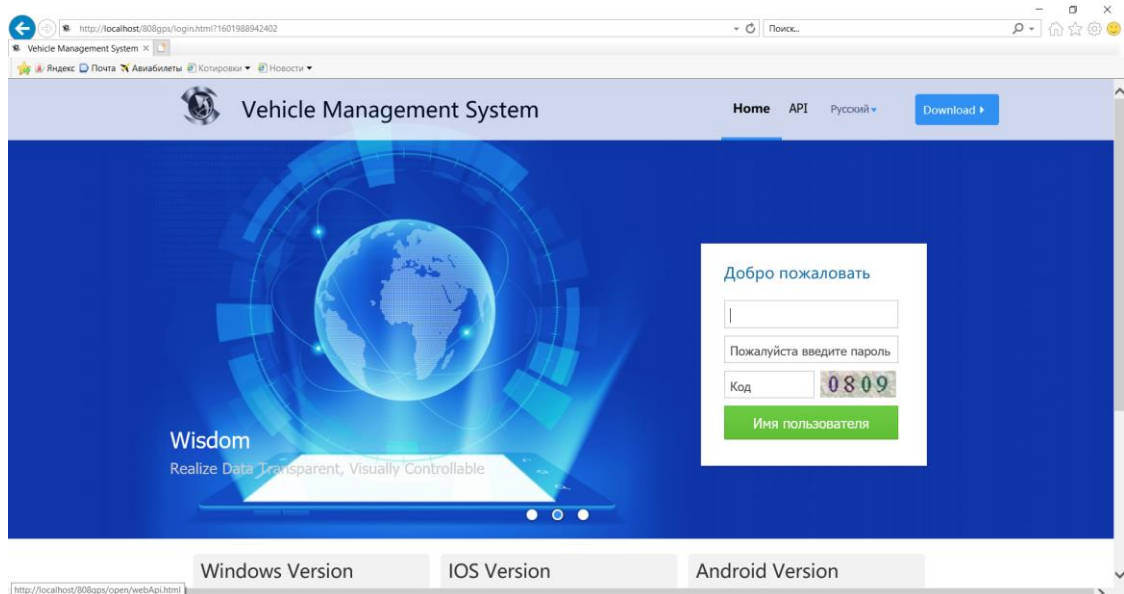 http://localhost/808gps/login.html?1601988942402
Поиск...
Vehicle Management System
Яндекс Почта Авиабилеты Котировки Новости
Vehicle Management System
Home API Русский Download
Добро пожаловать
Пожалуйста введите пароль
Код 0809
Имя пользователя
Wisdom
Realize Data Transparent, Visually Controllable
Windows Version IOS Version Android Version
http://localhost/808gps/open/webApi.html